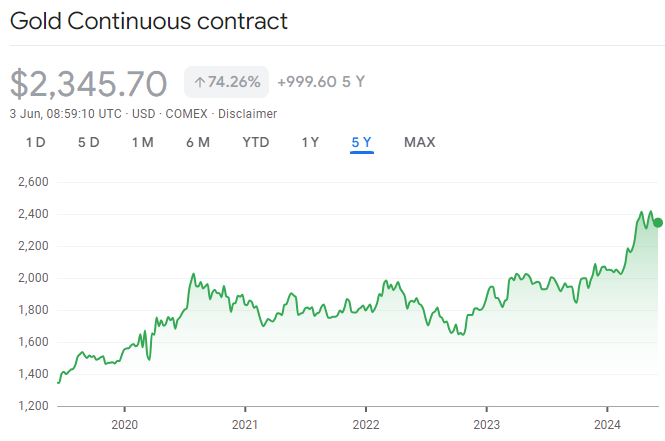 Gold Continuous contract
$2,345.70 ↑74.26% +999.60 5 Y
3 Jun, 08:59:10 UTC · USD · COMEX · Disclaimer
1 D 5 D 1 M 6 M YTD 1 Y 5 Y MAX
2,600
2,400
2,200
2,000
1,800
1,600
1,400
1,200
2020 2021 2022 2023 2024